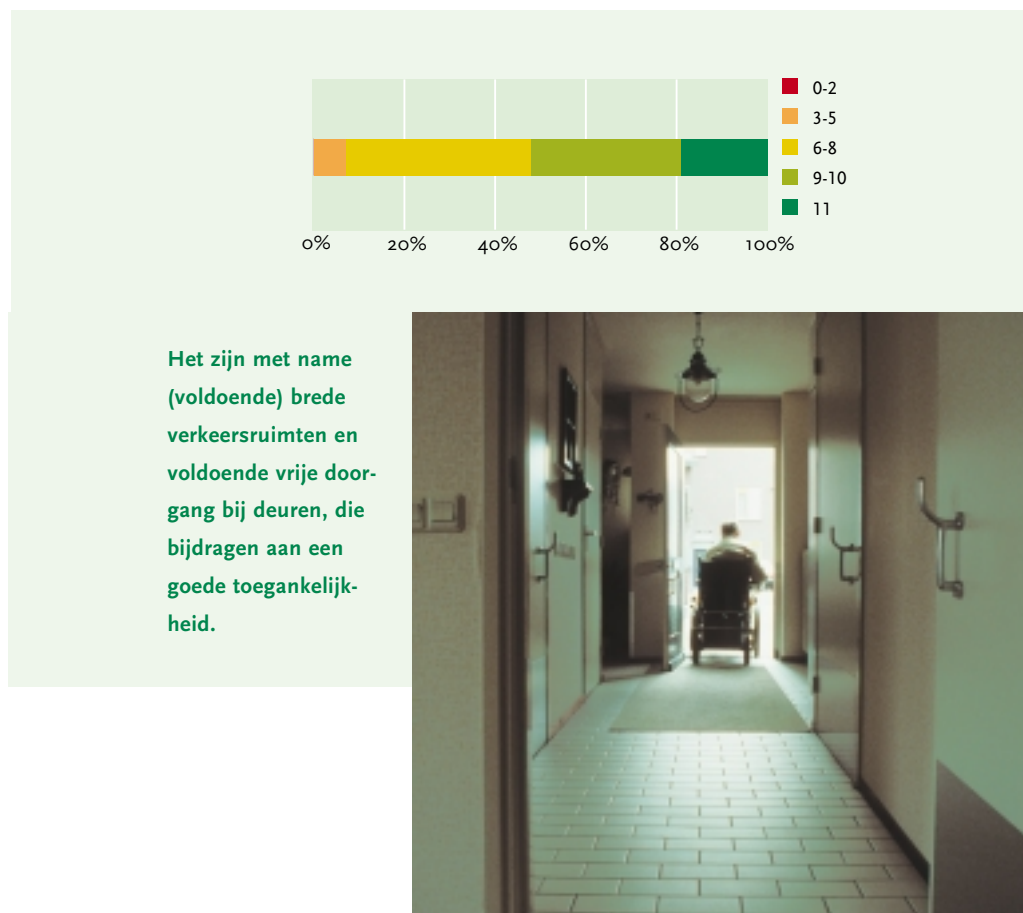 0-2
3-5
6-8
9-10
11
0% 20% 40% 60% 80% 100%
Het zijn met name
(voldoende) brede
verkeersruimten en
voldoende vrije door-
gang bij deuren, die
bijdragen aan een
goede toegankelijk-
heid.